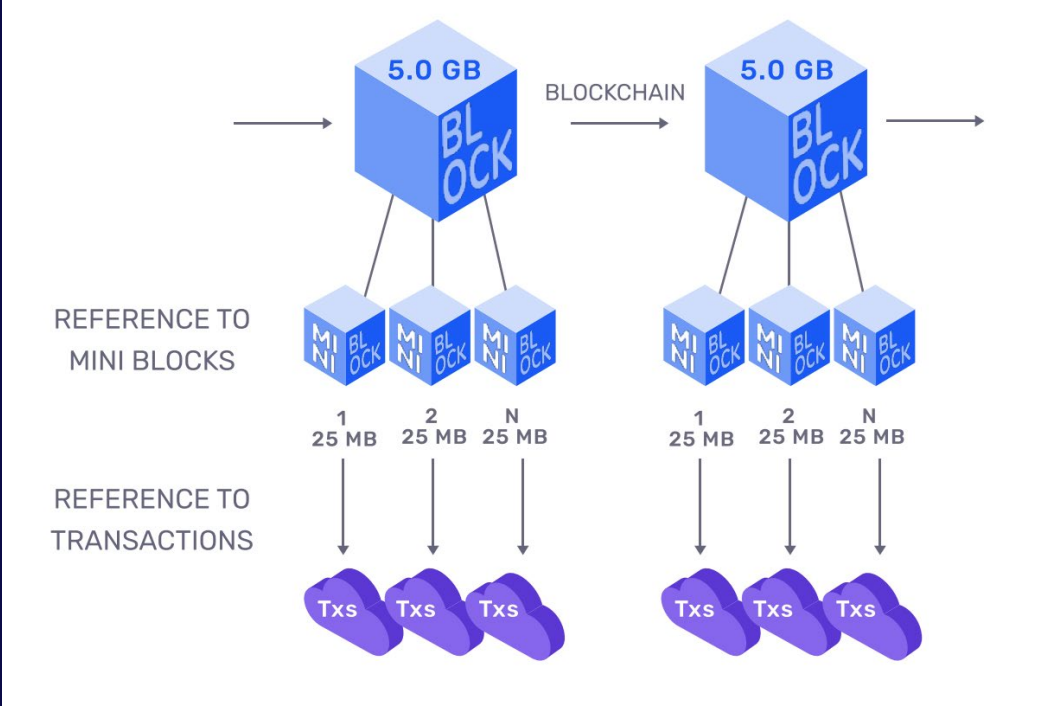 5.0 GB
BL
OCK
BLOCKCHAIN
5.0 GB
BL
OCK
REFERENCE TO
MINI BLOCKS
MI
NI
BL
OCK
MI
NI
BL
OCK
MI
NI
BL
OCK
MI
NI
BL
OCK
MI
NI
BL
OCK
MI
NI
BL
OCK
1
25 MB
2
25 MB
N
25 MB
1
25 MB
2
25 MB
N
25 MB
REFERENCE TO
TRANSACTIONS
Txs
Txs
Txs
Txs
Txs
Txs